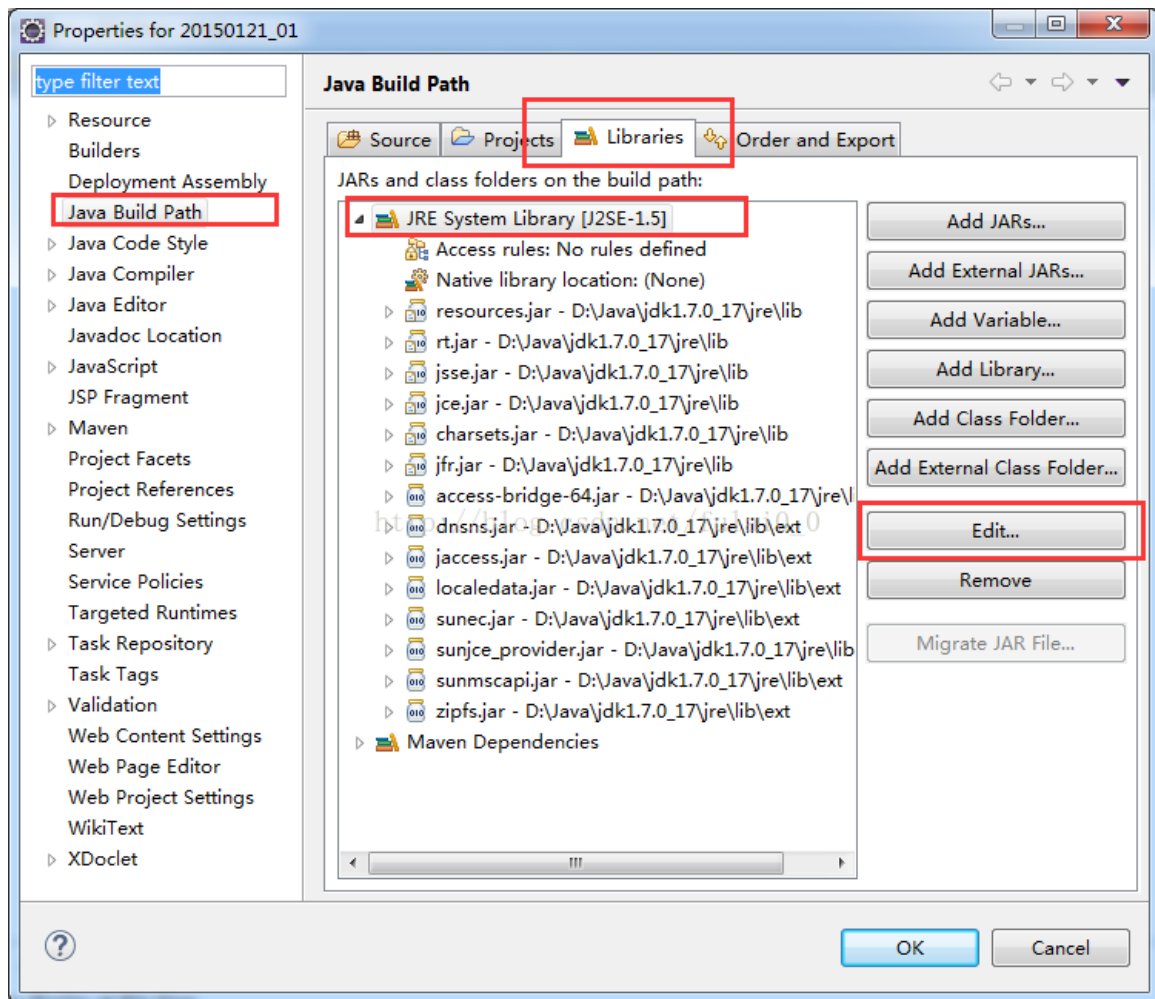 Properties for 20150121_01
type filter text
Resource
Builders
Deployment Assembly
Java Build Path
Java Code Style
Java Compiler
Java Editor
Javadoc Location
JavaScript
JSP Fragment
Maven
Project Facets
Project References
Run/Debug Settings
Server
Service Policies
Targeted Runtimes
Task Repository
Task Tags
Validation
Web Content Settings
Web Page Editor
Web Project Settings
WikiText
XDoclet
Java Build Path
Source Projects Libraries Order and Export
JARs and class folders on the build path:
JRE System Library [J2SE-1.5]
Access rules: No rules defined
Native library location: (None)
resources.jar - D:\Java\jdk1.7.0_17\jre\lib
rt.jar - D:\Java\jdk1.7.0_17\jre\lib
jsse.jar - D:\Java\jdk1.7.0_17\jre\lib
jce.jar - D:\Java\jdk1.7.0_17\jre\lib
charsets.jar - D:\Java\jdk1.7.0_17\jre\lib
jfr.jar - D:\Java\jdk1.7.0_17\jre\lib
access-bridge-64.jar - D:\Java\jdk1.7.0_17\jre\l
dnsns.jar - D:\Java\jdk1.7.0_17\jre\lib\ext
jaccess.jar - D:\Java\jdk1.7.0_17\jre\lib\ext
localedata.jar - D:\Java\jdk1.7.0_17\jre\lib\ext
sunec.jar - D:\Java\jdk1.7.0_17\jre\lib\ext
sunjce_provider.jar - D:\Java\jdk1.7.0_17\jre\lib
sunmscapi.jar - D:\Java\jdk1.7.0_17\jre\lib\ext
zipfs.jar - D:\Java\jdk1.7.0_17\jre\lib\ext
Maven Dependencies
Add JARs...
Add External JARs...
Add Variable...
Add Library...
Add Class Folder...
Add External Class Folder...
Edit...
Remove
Migrate JAR File...
OK
Cancel